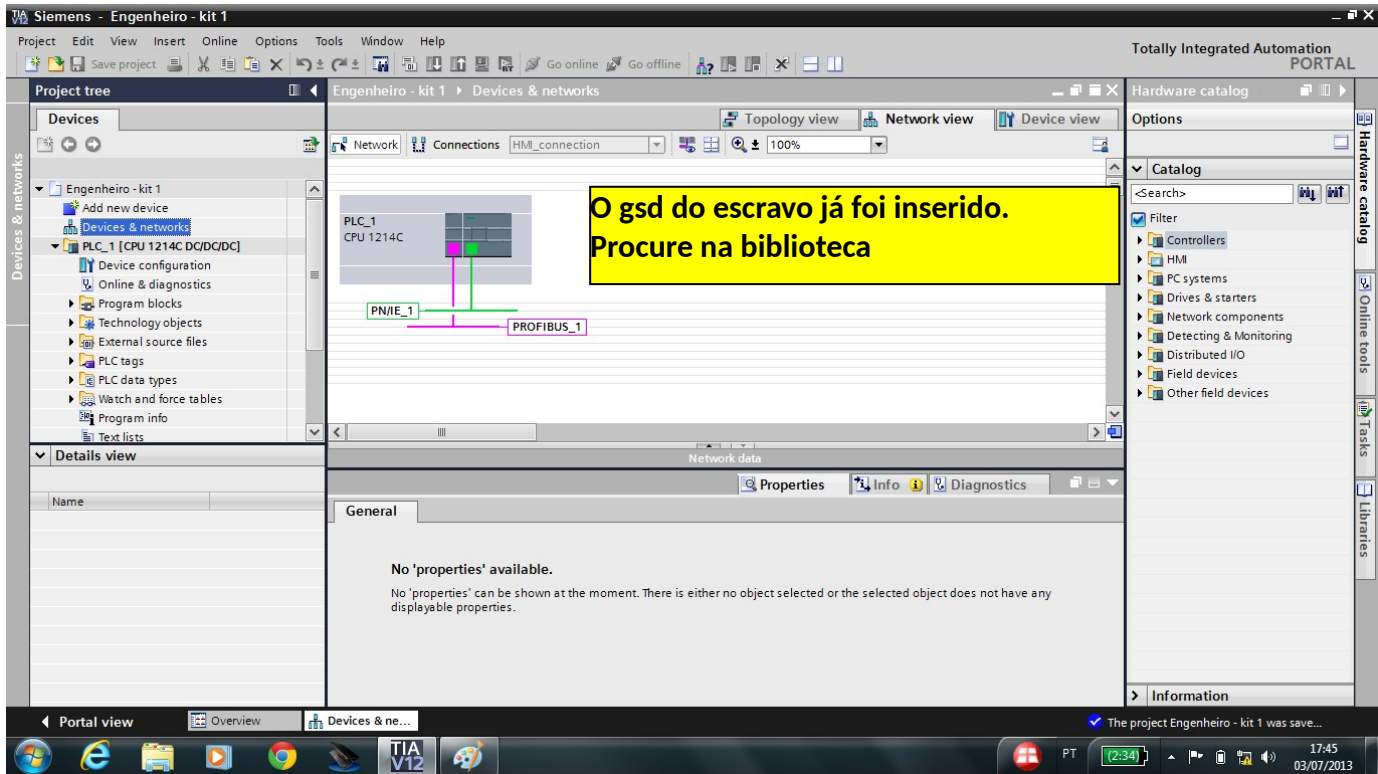 Siemens - Engenheiro - kit 1
Project Edit View Insert Online Options Tools Window Help
Totally Integrated Automation
PORTAL
Save project
Go online
Go offline
Project tree
Engenheiro - kit 1 Devices & networks
Hardware catalog
Devices
Topology view
Network view
Device view
Options
Network
Connections
HMI_connection
100%
Devices & networks
Engenheiro - kit 1
Add new device
Devices & networks
PLC_1 [CPU 1214C DC/DC/DC]
Device configuration
Online & diagnostics
Program blocks
Technology objects
External source files
PLC tags
PLC data types
Watch and force tables
Program info
Text lists
PLC_1
CPU 1214C
PN/IE_1
PROFIBUS_1
O gsd do escravo já foi inserido.
Procure na biblioteca
Catalog
<Search>
Filter
Controllers
HMI
PC systems
Drives & starters
Network components
Detecting & Monitoring
Distributed I/O
Field devices
Other field devices
Hardware catalog
Online tools
Tasks
Libraries
Details view
Name
Network data
Properties
Info
Diagnostics
General
No 'properties' available.
No 'properties' can be shown at the moment. There is either no object selected or the selected object does not have any
displayable properties.
Information
Portal view
Overview
Devices & ne...
The project Engenheiro - kit 1 was save...
TIA
V12
PT
(2:34)
17:45
03/07/2013